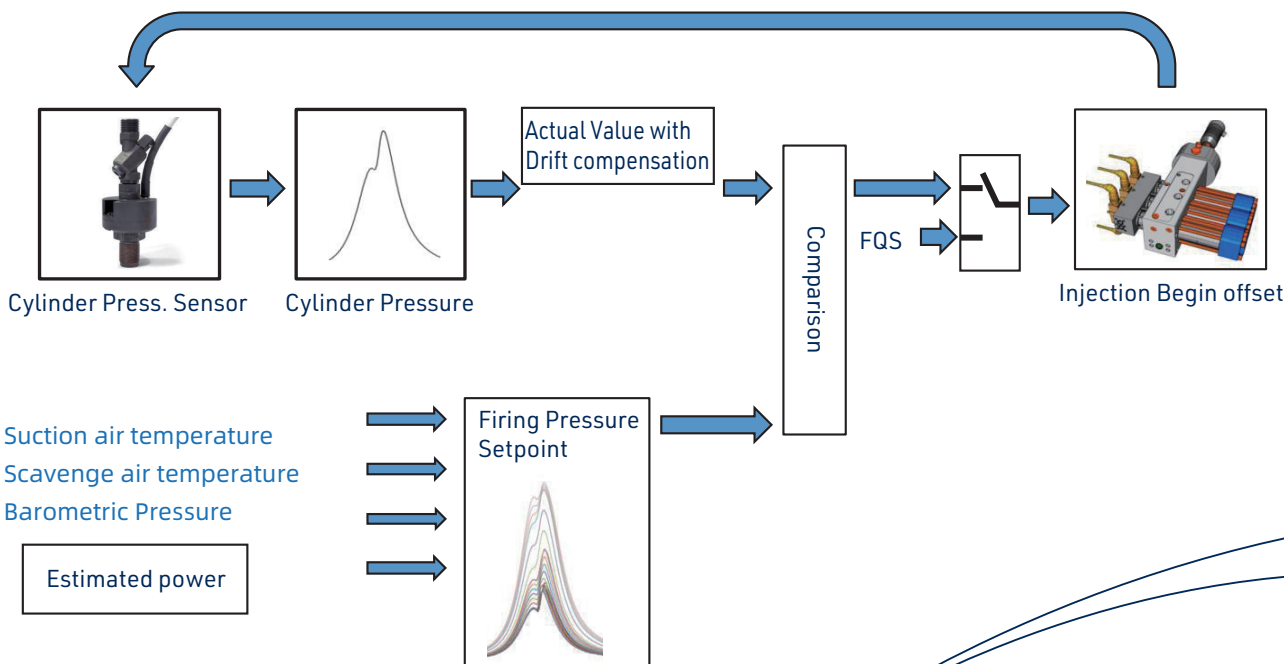 Actual Value with
Drift compensation
Comparison
FQS
Cylinder Press. Sensor
Cylinder Pressure
Injection Begin offset
Suction air temperature
Scavenge air temperature
Barometric Pressure
Estimated power
Firing Pressure
Setpoint